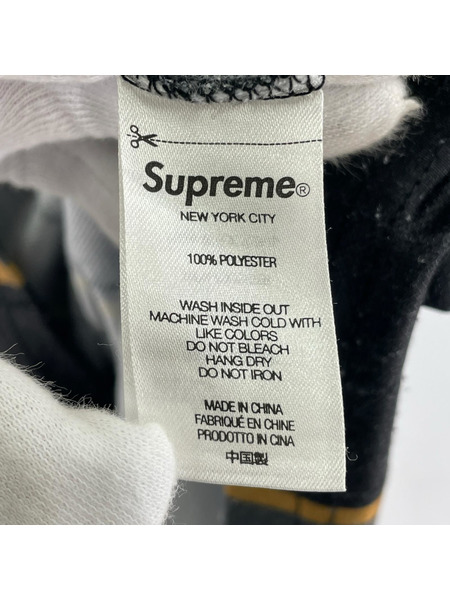 Supreme®
NEW YORK CITY
100% POLYESTER
WASH INSIDE OUT
MACHINE WASH COLD WITH
LIKE COLORS
DO NOT BLEACH
HANG DRY
DO NOT IRON
MADE IN CHINA
FABRIQUÉ EN CHINE
PRODOTTO IN CINA
中国製